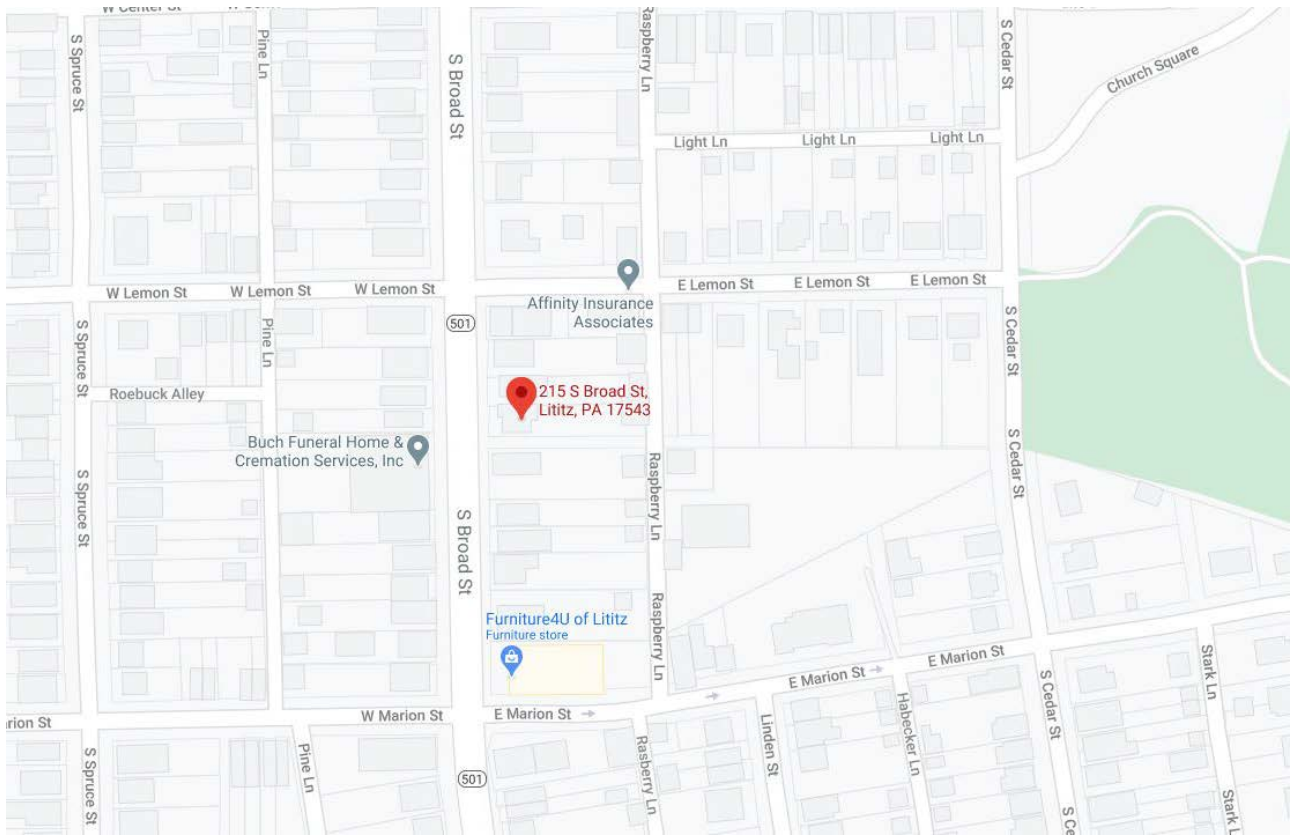 W Center St
S Spruce St
Pine Ln
S Broad St
Raspberry Ln
S Cedar St
Church Square
Light Ln
Light Ln
Light Ln
W Lemon St
W Lemon St
W Lemon St
E Lemon St
E Lemon St
E Lemon St
Affinity Insurance
Associates
501
S Spruce St
Pine Ln
S Cedar St
Roebuck Alley
215 S Broad St,
Lititz, PA 17543
Buch Funeral Home &
Cremation Services, Inc
S Spruce St
S Broad St
Raspberry Ln
S Cedar St
Furniture4U of Lititz
Furniture store
Raspberry Ln
E Marion St
E Marion St
W Marion St
E Marion St
S Spruce St
Pine Ln
501
Rasberry Ln
Linden St
Habecker Ln
S Cedar St
Stark Ln
Stark